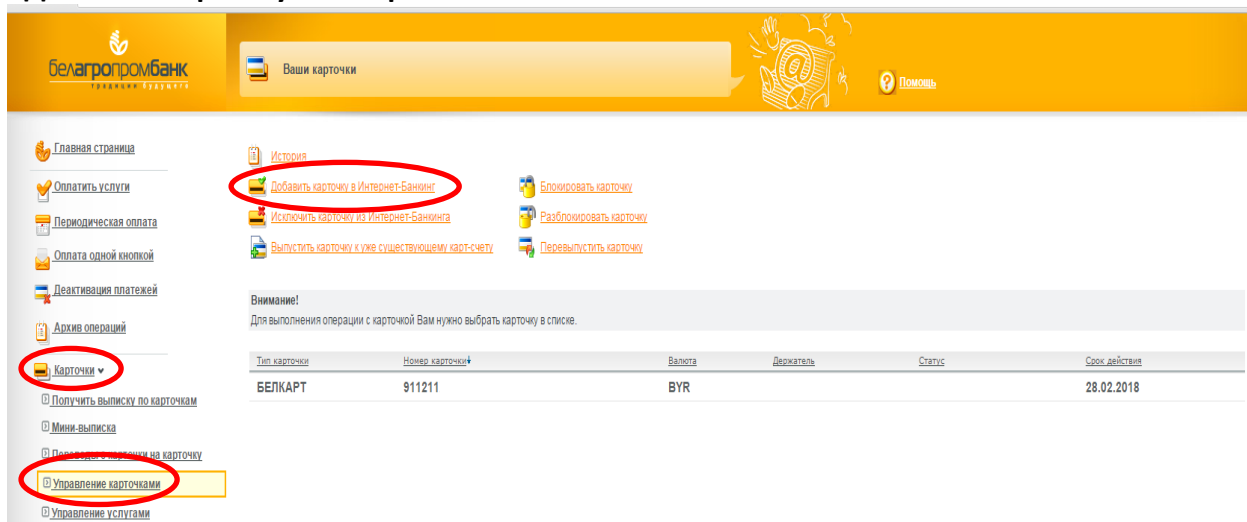 белагропромбанк
традиции будущего
Ваши карточки
Помощь
Главная страница
Оплатить услуги
Периодическая оплата
Оплата одной кнопкой
Деактивация платежей
Архив операций
Карточки
Получить выписку по карточкам
Мини-выписка
Переводы с карточки на карточку
Управление карточками
Управление услугами
История
Добавить карточку в Интернет-Банкинг
Исключить карточку из Интернет-Банкинга
Выпустить карточку к уже существующему карт-счету
Блокировать карточку
Разблокировать карточку
Перевыпустить карточку
Внимание!
Для выполнения операции с карточкой Вам нужно выбрать карточку в списке.
Тип карточки Номер карточки Валюта Держатель Статус Срок действия
БЕЛКАРТ 911211 BYR 28.02.2018